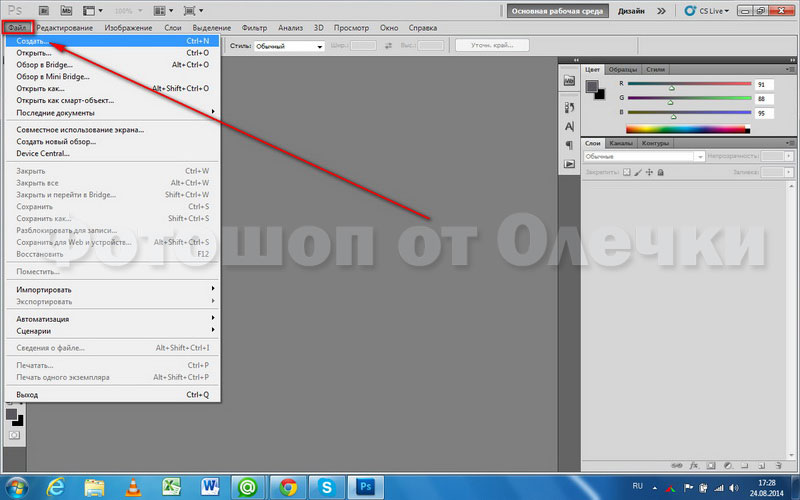 Ps Br Mb 100% Основная рабочая среда Дизайн >> CS Live
Файл Редактирование Изображение Слои Выделение Фильтр Анализ 3D Просмотр Окно Справка
Стиль: Обычный Шир.: Выс.: Уточн. край...
Создать... Ctrl+N
Открыть... Ctrl+O
Обзор в Bridge... Alt+Ctrl+O
Обзор в Mini Bridge...
Открыть как... Alt+Shift+Ctrl+O
Открыть как смарт-объект...
Последние документы
Совместное использование экрана...
Создать новый обзор...
Device Central...
Закрыть Ctrl+W
Закрыть все Alt+Ctrl+W
Закрыть и перейти в Bridge... Shift+Ctrl+W
Сохранить Ctrl+S
Сохранить как... Shift+Ctrl+S
Разблокировать для записи...
Сохранить для Web и устройств... Alt+Shift+Ctrl+S
Восстановить F12
Поместить...
Импортировать
Экспортировать
Автоматизация
Сценарии
Сведения о файле... Alt+Shift+Ctrl+I
Печатать... Ctrl+P
Печать одного экземпляра Alt+Shift+Ctrl+P
Выход Ctrl+Q
Фотошоп от Олечки
Цвет Образцы Стили
R 91
G 88
B 95
Слои Каналы Контуры
Обычные Непрозрачность:
Закрепить: Заливка:
fx
RU 17:28
24.08.2014